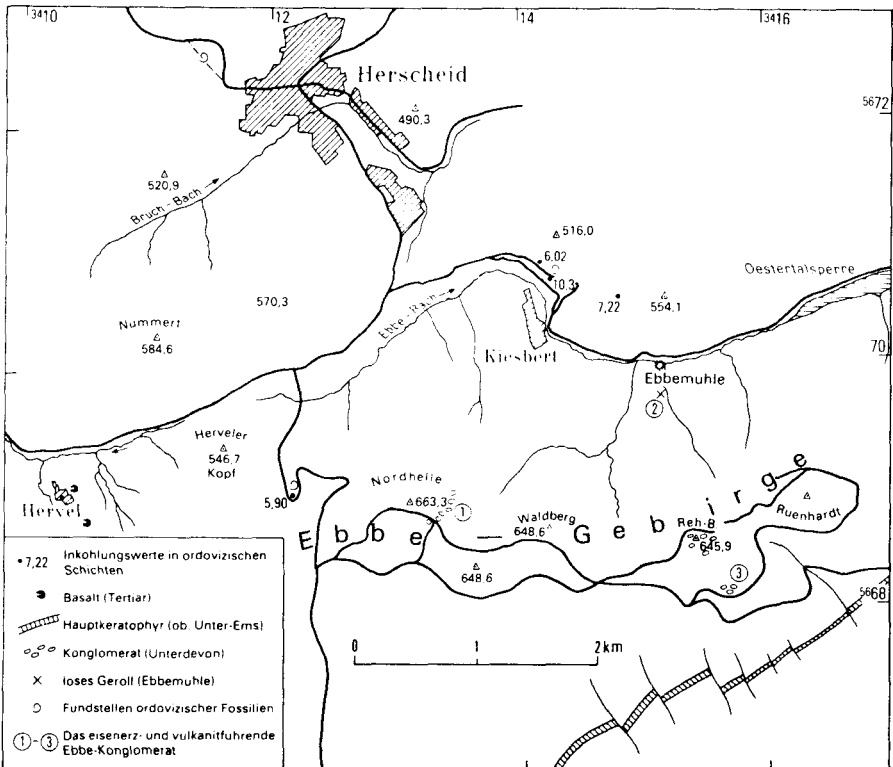 3410
12
14
3416
Herscheid
490,3
5672
520,9
Bruch-Bach
516,0
6,02
10,3
Oestertalsperre
570,3
7,22
554,1
Nummert
584,6
Ebbe-Bach
Kiesbert
70
Ebbemuhle
2
Herveler
546,7
Kopf
Nordhelle
663,3
1
5,90
Hervel
Ebbe — Gebirge
Waldberg
648.6
Reh-B
645,9
Ruenhardt
648.6
3
5668
0 1 2 km
7,22 Inkohlungswerte in ordovizischen
Schichten
Basalt (Tertiär)
Hauptkeratophyr (ob. Unter-Ems)
Konglomerat (Unterdevon)
loses Geroll (Ebbemuhle)
Fundstellen ordovizischer Fossilien
1-3 Das eisenerz- und vulkanitfuhrende
Ebbe-Konglomerat